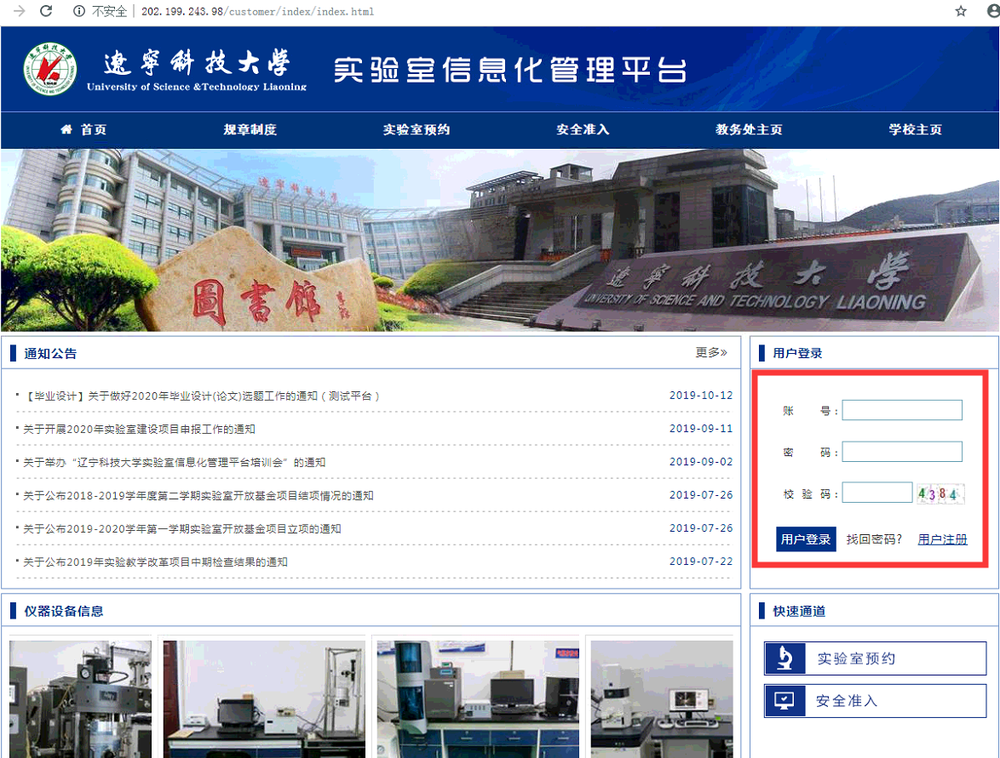 不安全 202.199.243.98/customer/index/index.html
遼寧科技大學
University of Science &Technology Liaoning
实验室信息化管理平台
首页 规章制度 实验室预约 安全准入 教务处主页 学校主页
遼寧科技大學
圖書館
遼寧科技大學
UNIVERSITY OF SCIENCE AND TECHNOLOGY LIAONING
通知公告 更多»
【毕业设计】关于做好2020年毕业设计(论文)选题工作的通知（测试平台） 2019-10-12
关于开展2020年实验室建设项目申报工作的通知 2019-09-11
关于举办“辽宁科技大学实验室信息化管理平台培训会”的通知 2019-09-02
关于公布2018-2019学年度第二学期实验室开放基金项目结项情况的通知 2019-07-26
关于公布2019-2020学年第一学期实验室开放基金项目立项的通知 2019-07-26
关于公布2019年实验教学改革项目中期检查结果的通知 2019-07-22
用户登录
账 号：
密 码：
校 验 码： 4384
用户登录 找回密码? 用户注册
仪器设备信息
快速通道
实验室预约
安全准入